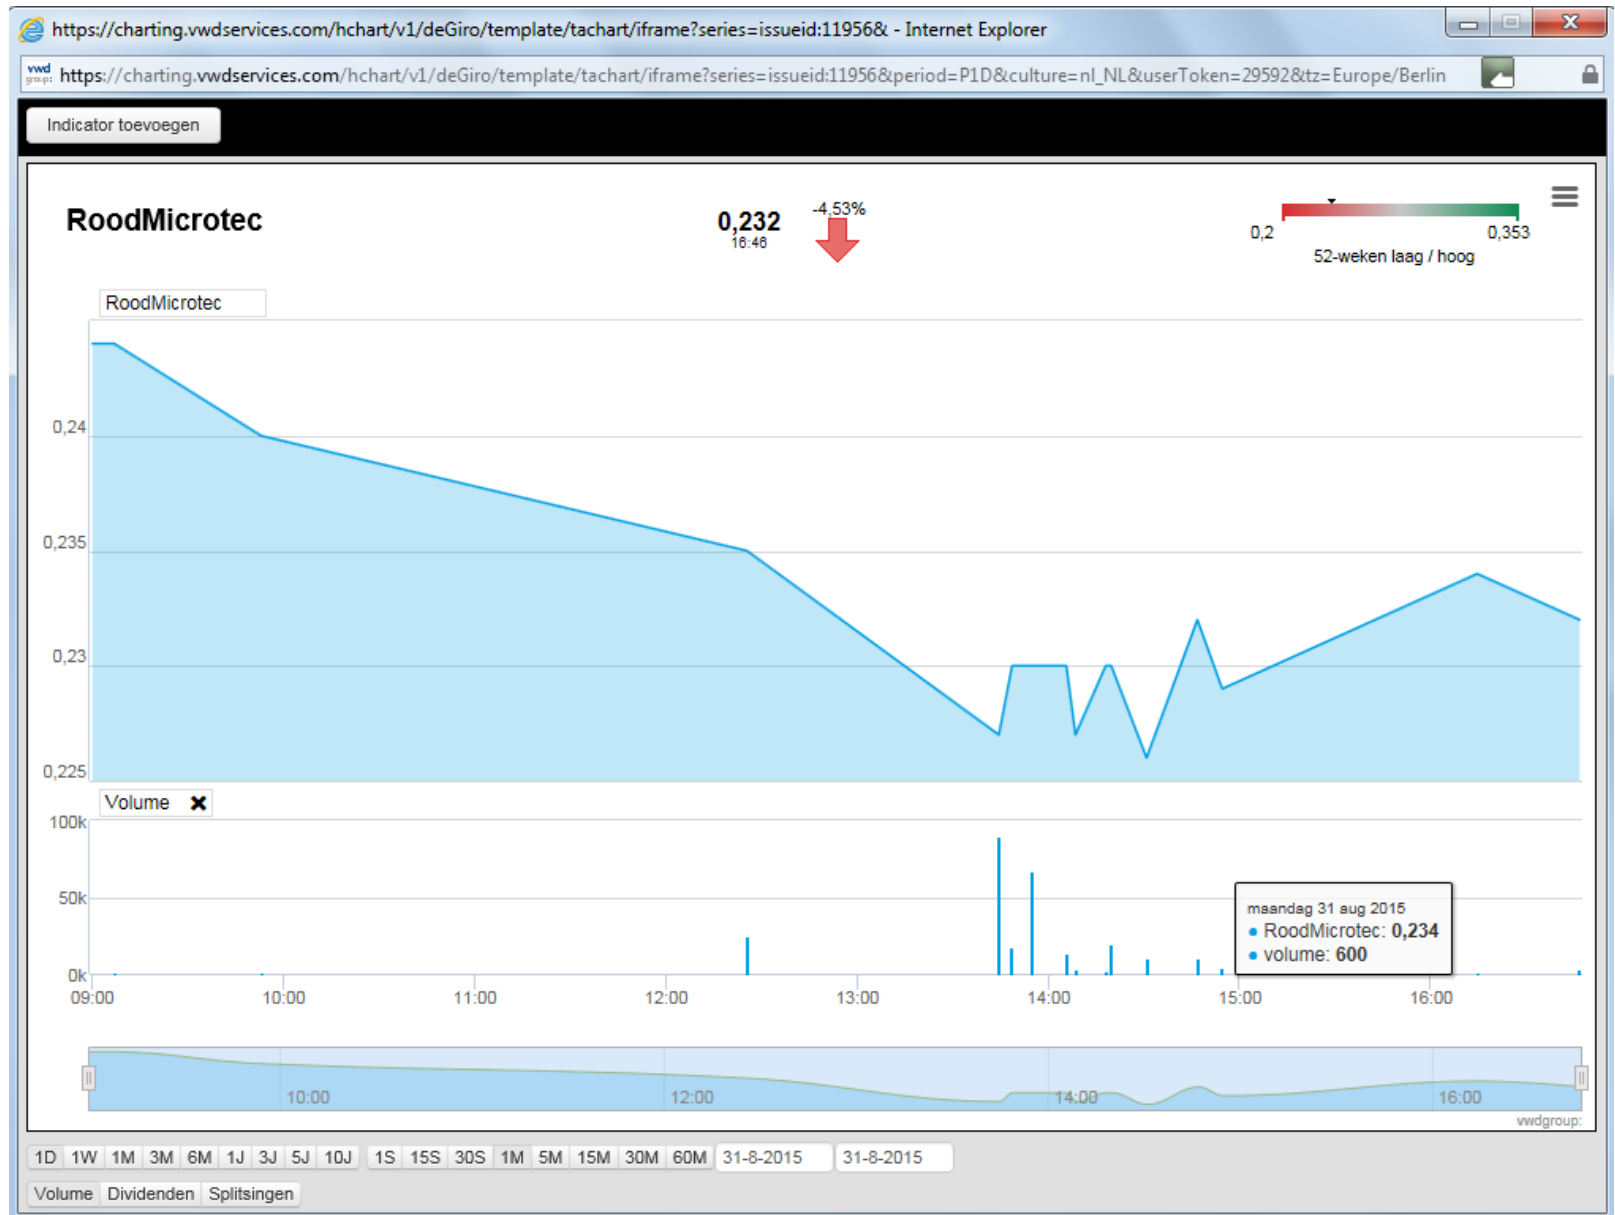 https://charting.vwdservices.com/hchart/v1/deGiro/template/tachart/iframe?series=issueid:11956& - Internet Explorer
vwd group: https://charting.vwdservices.com/hchart/v1/deGiro/template/tachart/iframe?series=issueid:11956&period=P1D&culture=nl_NL&userToken=29592&tz=Europe/Berlin
Indicator toevoegen
RoodMicrotec
0,232
16:46
-4,53%
0,2
0,353
52-weken laag / hoog
RoodMicrotec
0,24
0,235
0,23
0,225
Volume
100k
50k
0k
maandag 31 aug 2015
RoodMicrotec: 0,234
volume: 600
09:00 10:00 11:00 12:00 13:00 14:00 15:00 16:00
10:00 12:00 14:00 16:00
vwdgroup:
1D 1W 1M 3M 6M 1J 3J 5J 10J 1S 15S 30S 1M 5M 15M 30M 60M 31-8-2015 31-8-2015
Volume Dividenden Splitsingen